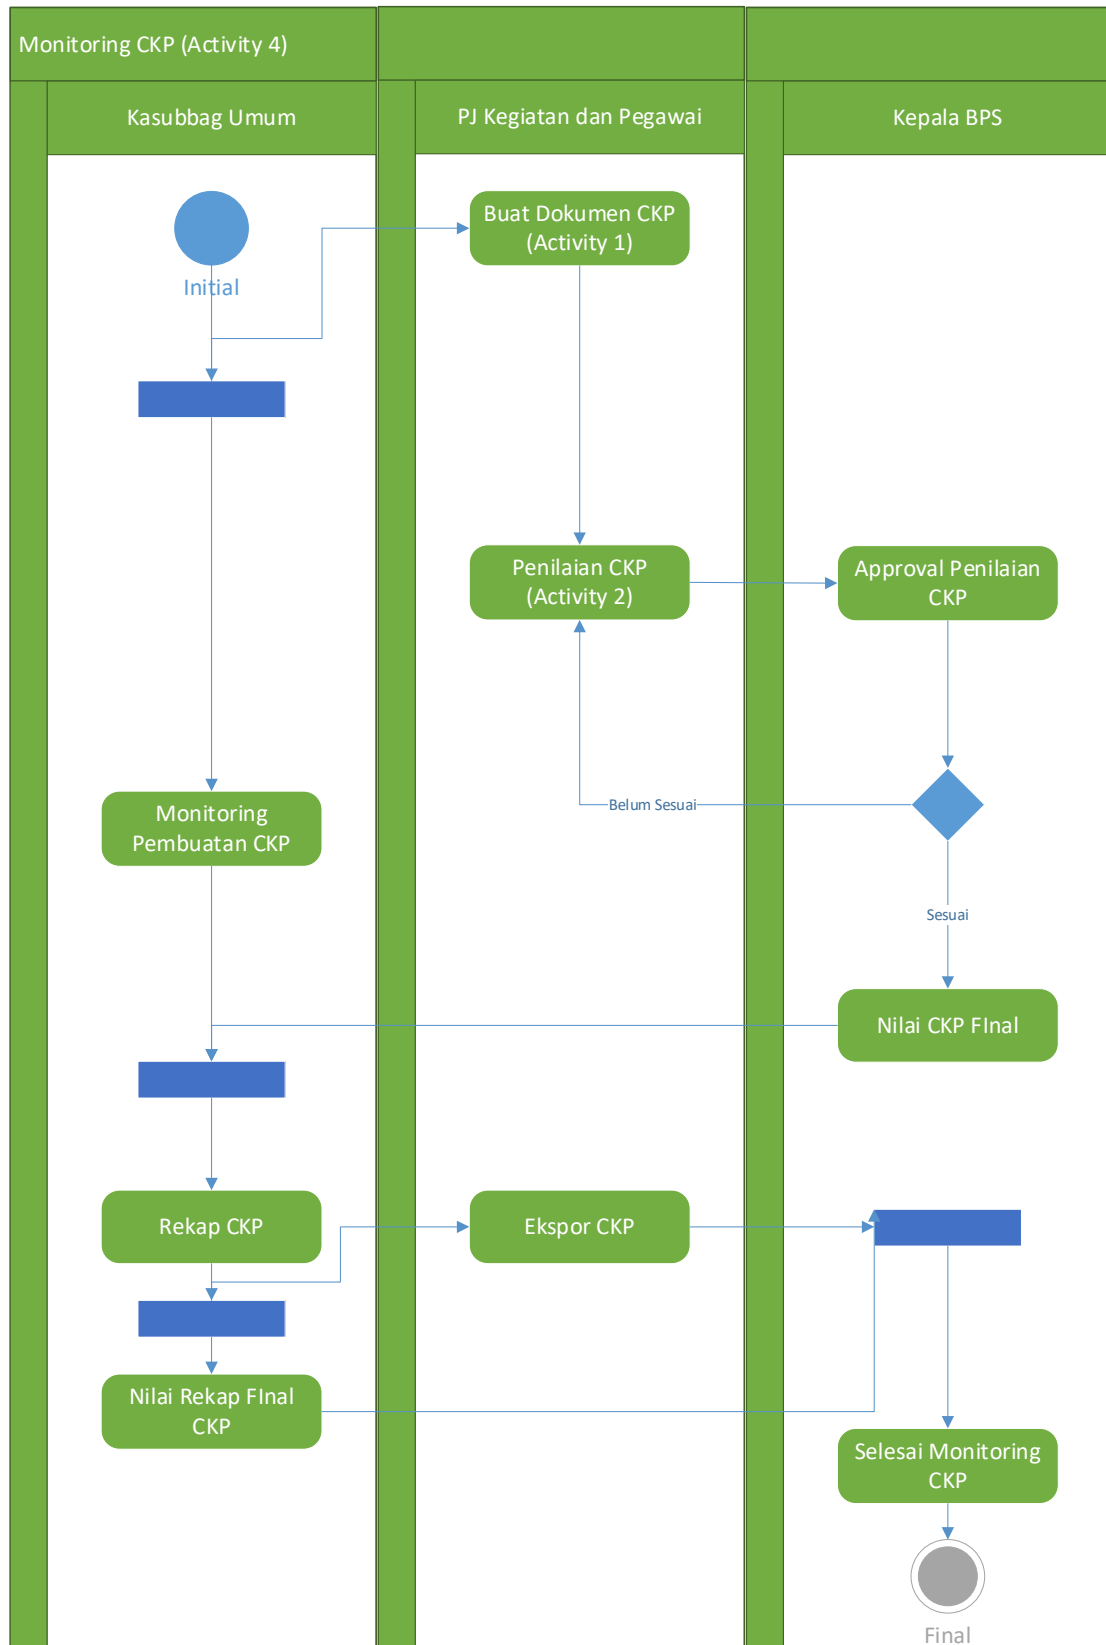 Monitoring CKP (Activity 4)
Kasubbag Umum
PJ Kegiatan dan Pegawai
Kepala BPS
Initial
Buat Dokumen CKP
(Activity 1)
Penilaian CKP
(Activity 2)
Approval Penilaian
CKP
Monitoring
Pembuatan CKP
Belum Sesuai
Sesuai
Nilai CKP FInal
Rekap CKP
Ekspor CKP
Nilai Rekap FInal
CKP
Selesai Monitoring
CKP
Final